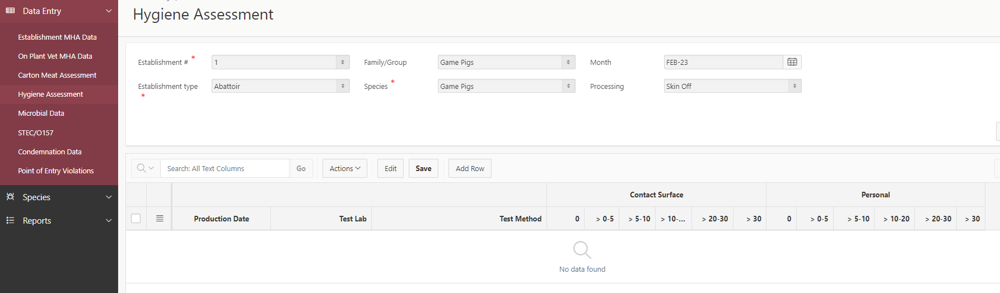 Data Entry
Establishment MHA Data
On Plant Vet MHA Data
Carton Meat Assessment
Hygiene Assessment
Microbial Data
STEC/O157
Condemnation Data
Point of Entry Violations
Species
Reports
Hygiene Assessment
Establishment # * 1 Family/Group Game Pigs Month FEB-23
Establishment type * Abattoir Species * Game Pigs Processing Skin Off
Search: All Text Columns Go Actions Edit Save Add Row
Contact Surface Personal
Production Date Test Lab Test Method 0 > 0-5 > 5-10 > 10-... > 20-30 > 30 0 > 0-5 > 5-10 > 10-20 > 20-30 > 30
No data found